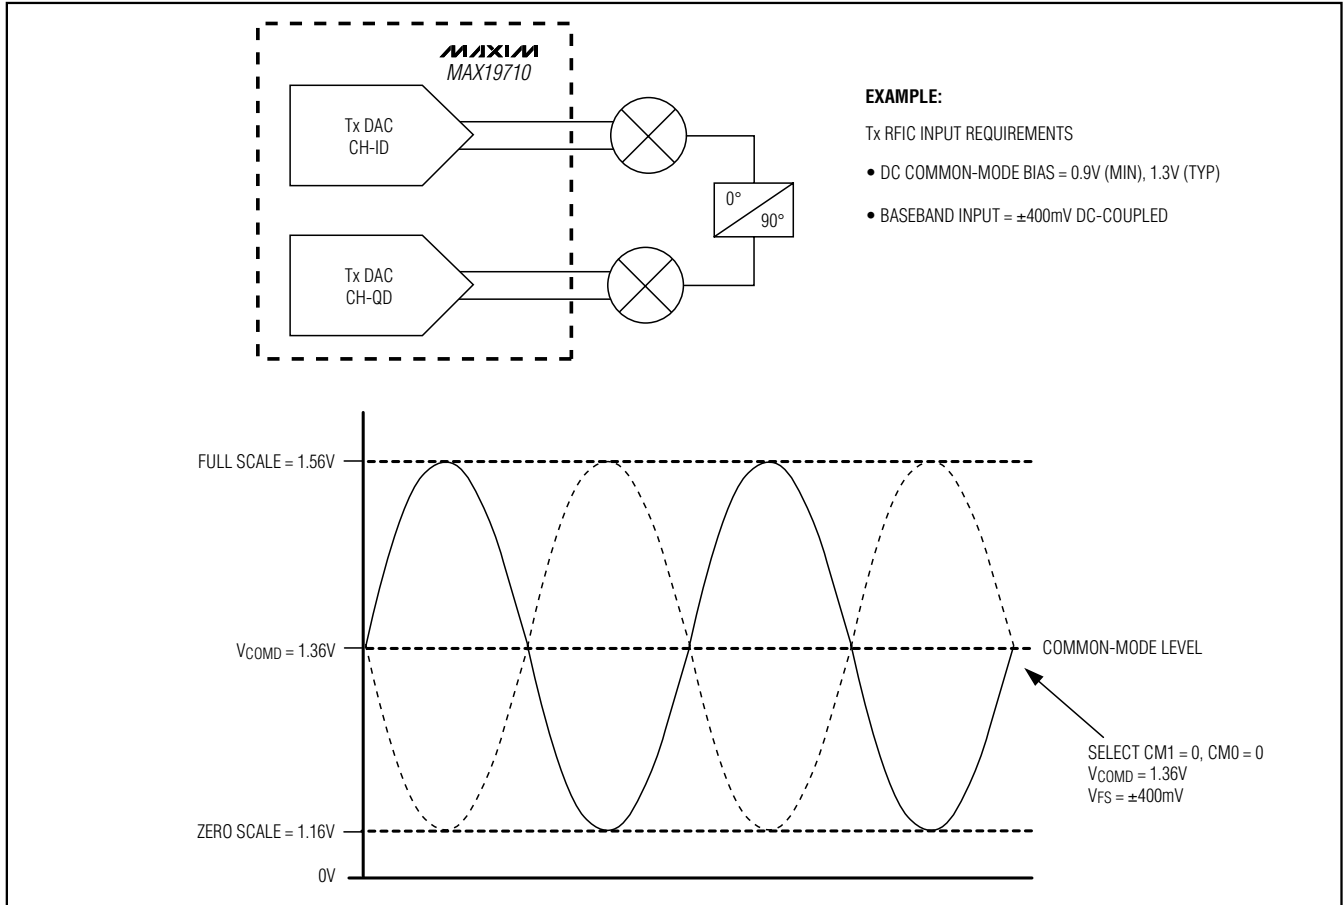 MAXIM
MAX19710
Tx DAC
CH-ID
Tx DAC
CH-QD
0°
90°
EXAMPLE:
Tx RFIC INPUT REQUIREMENTS
• DC COMMON-MODE BIAS = 0.9V (MIN), 1.3V (TYP)
• BASEBAND INPUT = ±400mV DC-COUPLED
FULL SCALE = 1.56V
VCOMD = 1.36V
COMMON-MODE LEVEL
SELECT CM1 = 0, CM0 = 0
VCOMD = 1.36V
VFS = ±400mV
ZERO SCALE = 1.16V
0V